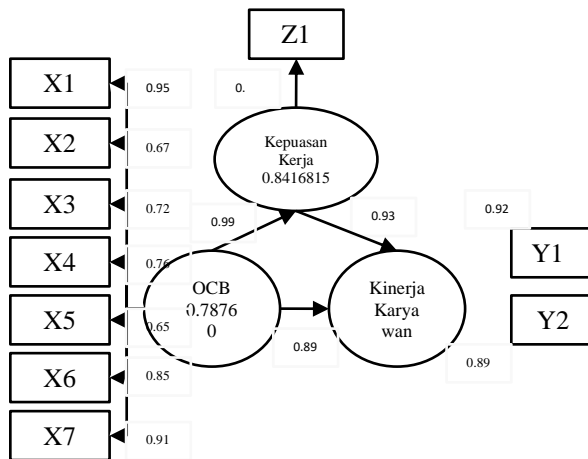 Z1
X1
0.95
0.
X2
0.67
Kepuasan
Kerja
0.8416815
X3
0.72
0.99
0.93
0.92
X4
0.76
Y1
X5
0.65
OCB
0.7876
0
Kinerja
Karya
wan
Y2
0.89
0.89
X6
0.85
X7
0.91